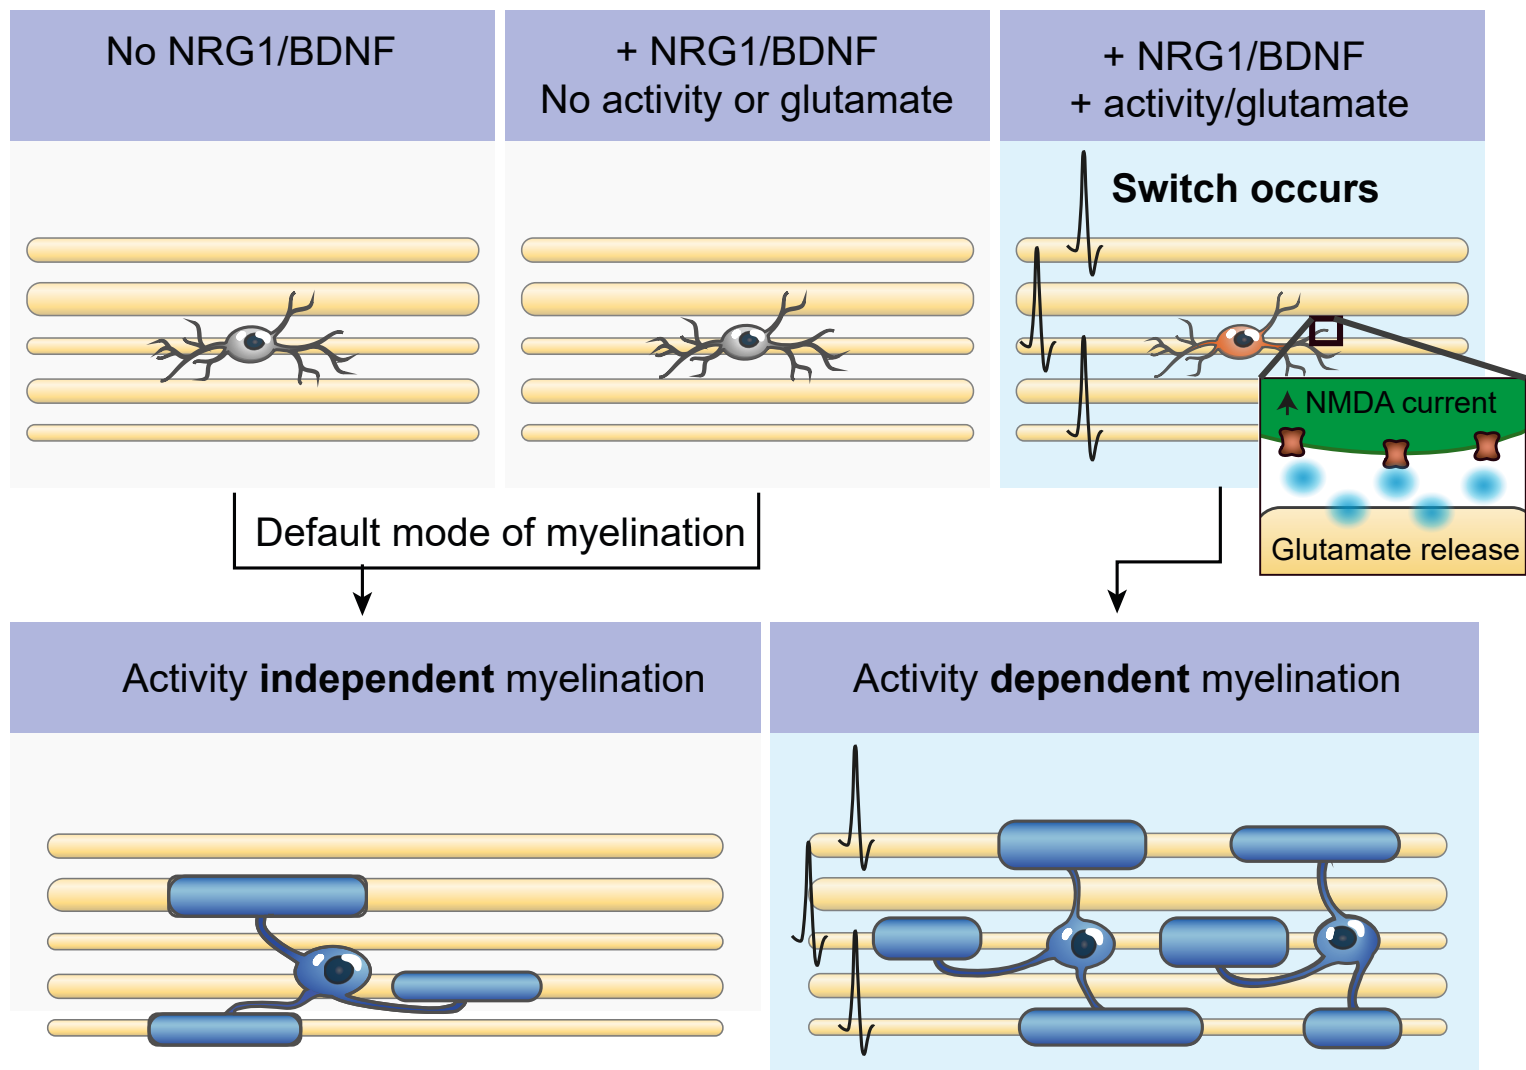 No NRG1/BDNF
+ NRG1/BDNF
No activity or glutamate
+ NRG1/BDNF
+ activity/glutamate
Switch occurs
NMDA current
Glutamate release
Default mode of myelination
Activity independent myelination
Activity dependent myelination